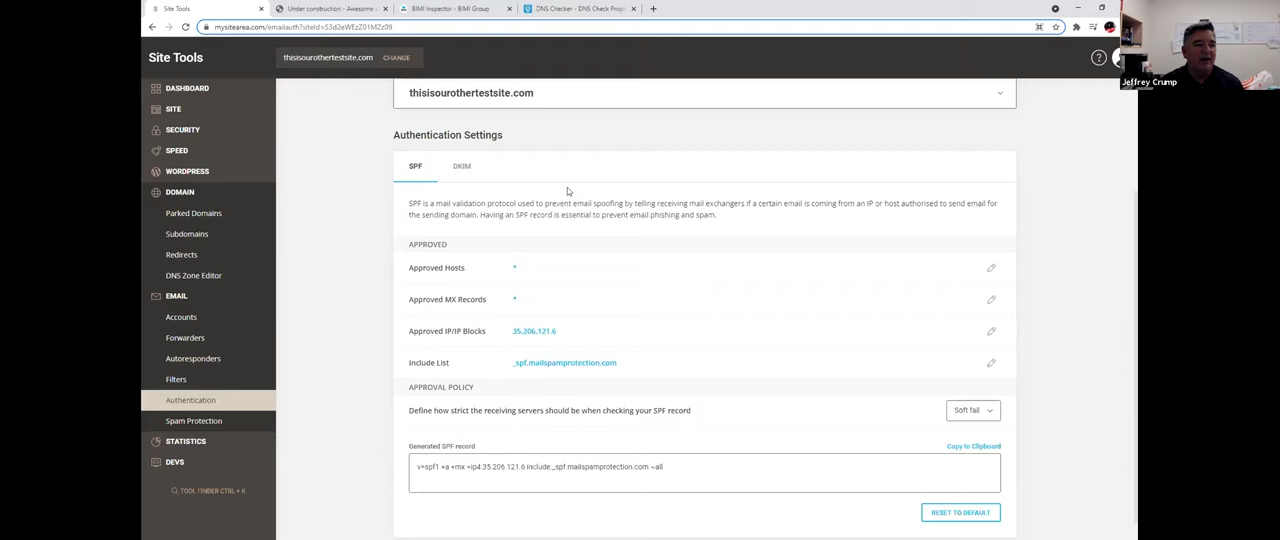 Site Tools
Under construction - Awesome s
BIMI Inspector - BIMI Group
DNS Checker - DNS Check Prop
mysitearea.com/emailauth?siteId=S3d2eWEzZ01MZz09
Site Tools
thisisourothertestsite.com CHANGE
Jeffrey Crump
DASHBOARD
SITE
SECURITY
SPEED
WORDPRESS
DOMAIN
Parked Domains
Subdomains
Redirects
DNS Zone Editor
EMAIL
Accounts
Forwarders
Autoresponders
Filters
Authentication
Spam Protection
STATISTICS
DEVS
TOOL FINDER CTRL + K
thisisourothertestsite.com
Authentication Settings
SPF DKIM
SPF is a mail validation protocol used to prevent email spoofing by telling receiving mail exchangers if a certain email is coming from an IP or host authorised to send email for
the sending domain. Having an SPF record is essential to prevent email phishing and spam.
APPROVED
Approved Hosts *
Approved MX Records *
Approved IP/IP Blocks 35.206.121.6
Include List _spf.mailspamprotection.com
APPROVAL POLICY
Define how strict the receiving servers should be when checking your SPF record Soft fail
Generated SPF record Copy to Clipboard
v=spf1 +a +mx +ip4:35.206.121.6 include:_spf.mailspamprotection.com ~all
RESET TO DEFAULT